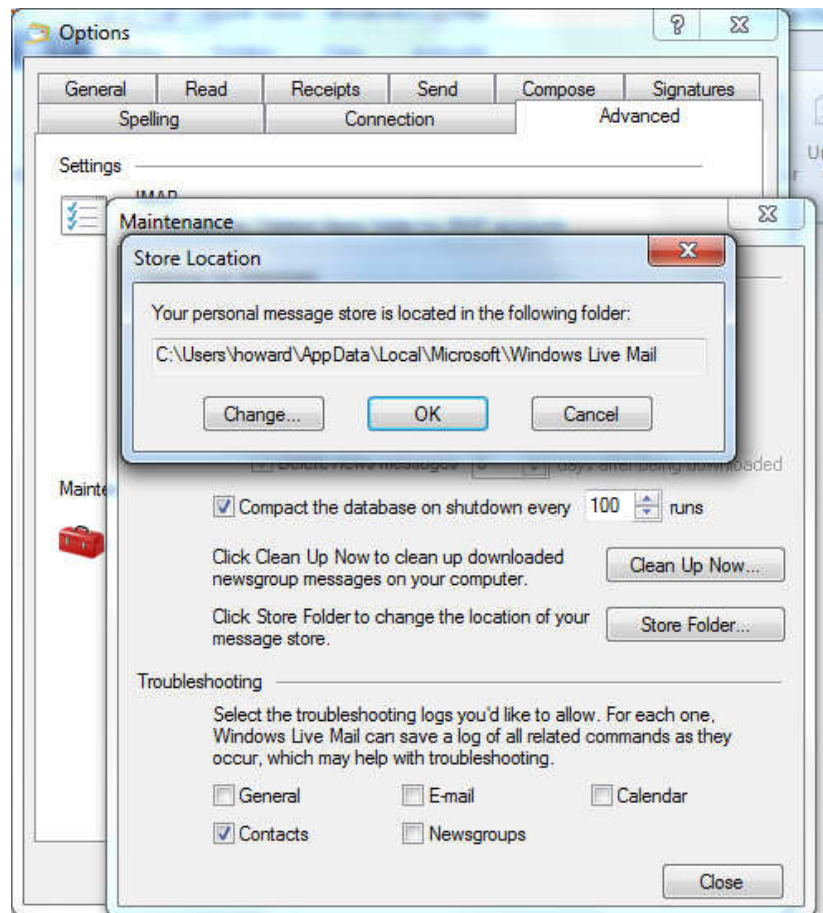 Options
General Read Receipts Send Compose Signatures
Spelling Connection Advanced
Settings
IMAP
Maintenance
Store Location
Your personal message store is located in the following folder:
C:\Users\howard\AppData\Local\Microsoft\Windows Live Mail
Change... OK Cancel
Delete news messages days after being downloaded
Mainte
Compact the database on shutdown every 100 runs
Click Clean Up Now to clean up downloaded
newsgroup messages on your computer.
Clean Up Now...
Click Store Folder to change the location of your
message store.
Store Folder...
Troubleshooting
Select the troubleshooting logs you'd like to allow. For each one,
Windows Live Mail can save a log of all related commands as they
occur, which may help with troubleshooting.
General E-mail Calendar
Contacts Newsgroups
Close